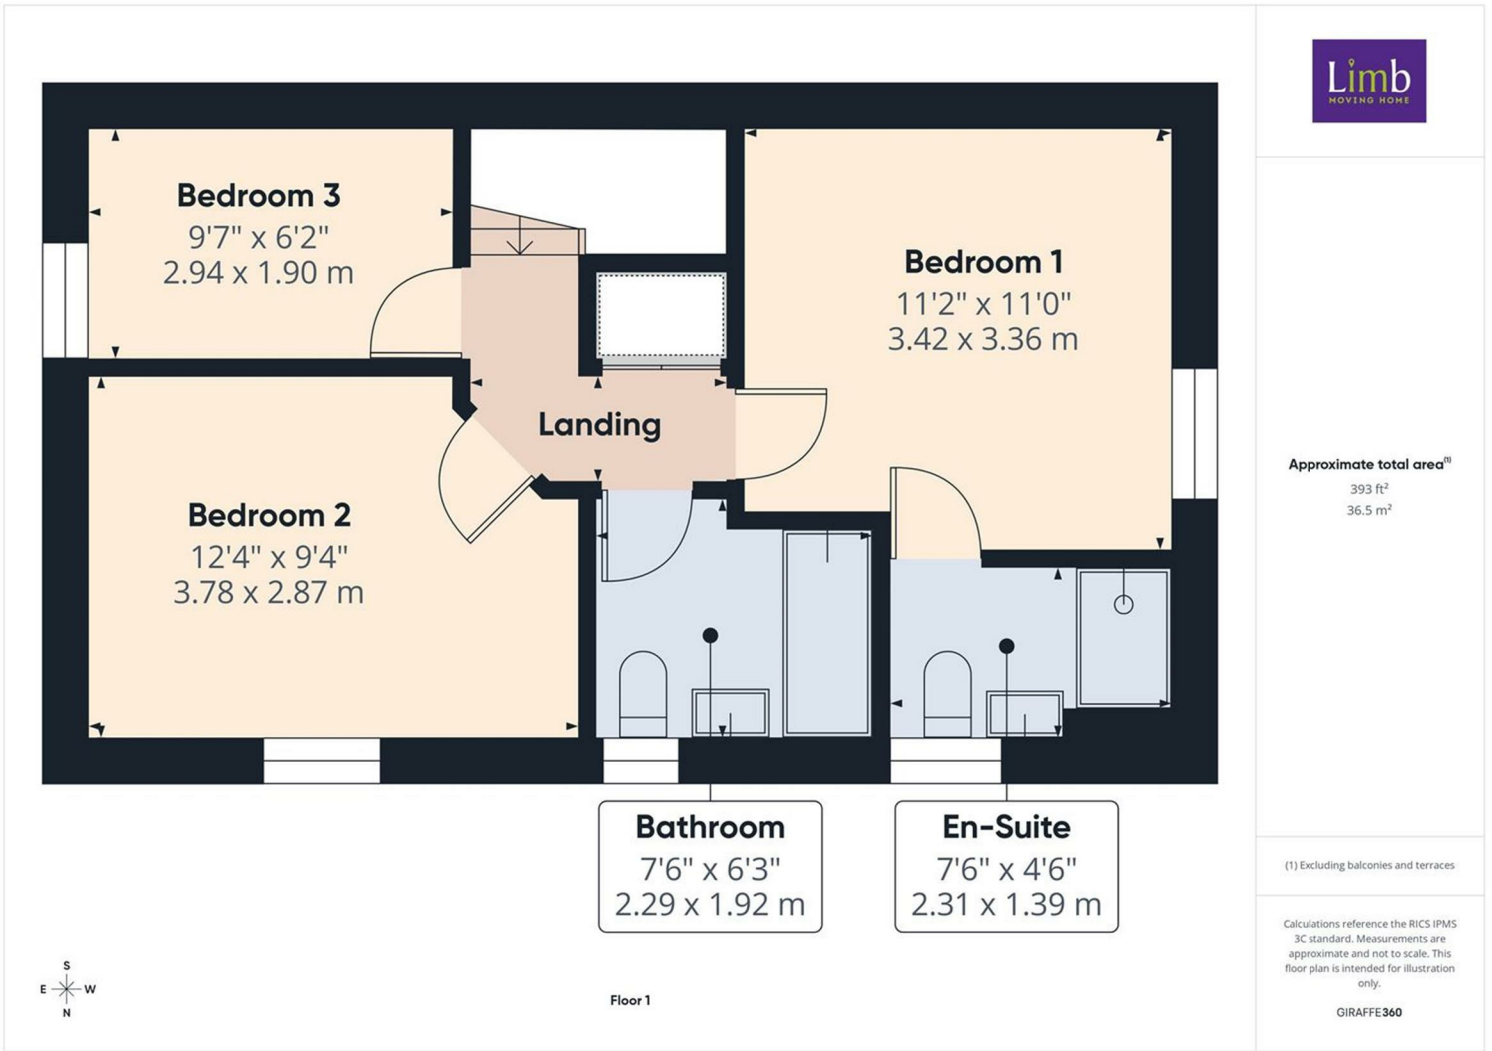 Limb
MOVING HOME
Bedroom 3
9'7" x 6'2"
2.94 x 1.90 m
Bedroom 1
11'2" x 11'0"
3.42 x 3.36 m
Landing
Bedroom 2
12'4" x 9'4"
3.78 x 2.87 m
Bathroom
7'6" x 6'3"
2.29 x 1.92 m
En-Suite
7'6" x 4'6"
2.31 x 1.39 m
S
E W
N
Floor 1
Approximate total area(1)
393 ft²
36.5 m²
(1) Excluding balconies and terraces
Calculations reference the RICS IPMS
3C standard. Measurements are
approximate and not to scale. This
floor plan is intended for illustration
only.
GIRAFFE360